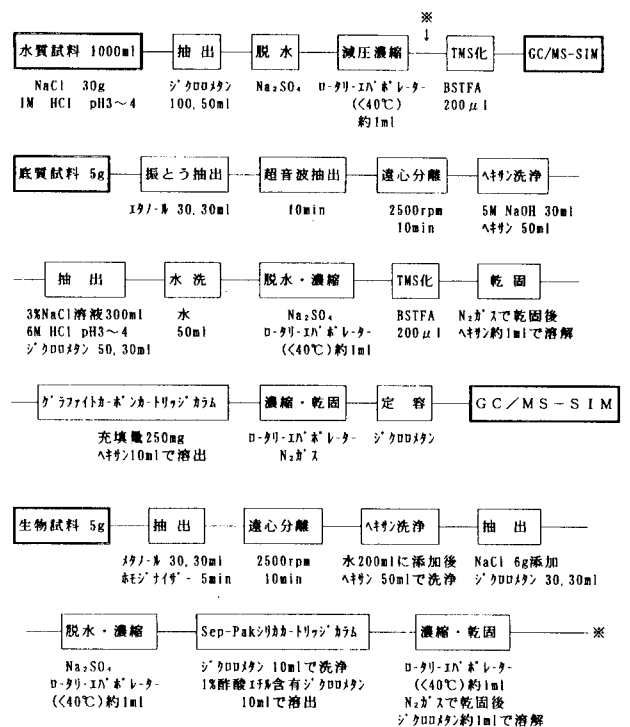 ※
水質試料 1000ml 抽 出 脱 水 減圧濃縮 TMS化 GC/MS-SIM
NaCl 30g ジクロロメタン Na₂SO₄ ロータリーエバポレーター BSTFA
1M HCl pH3～4 100,50ml (<40℃) 200μl
約1ml
底質試料 5g 振とう抽出 超音波抽出 遠心分離 ヘキサン洗浄
エタノール 30,30ml 10min 2500rpm 5M NaOH 30ml
10min ヘキサン 50ml
抽 出 水 洗 脱水・濃縮 TMS化 乾 固
3%NaCl溶液300ml 水 Na₂SO₄ BSTFA N₂ガスで乾固後
6M HCl pH3～4 50ml ロータリーエバポレーター 200μl ヘキサン約1mlで溶解
ジクロロメタン 50,30ml (<40℃)約1ml
グラファイトカーボンカートリッジカラム 濃縮・乾固 定 容 GC／MS－SIM
充填量250mg ロータリーエバポレーター ジクロロメタン
ヘキサン10mlで溶出 N₂ガス
生物試料 5g 抽 出 遠心分離 ヘキサン洗浄 抽 出
メタノール 30,30ml 2500rpm 水200mlに添加後 NaCl 6g添加
ホモジナイザー 5min 10min ヘキサン 50mlで洗浄 ジクロロメタン 30,30ml
脱水・濃縮 Sep-Pakシリカカートリッジカラム 濃縮・乾固 ※
Na₂SO₄ ジクロロメタン 10mlで洗浄 ロータリーエバポレーター
ロータリーエバポレーター 1%酢酸エチル含有ジクロロメタン (<40℃)約1ml
(<40℃)約1ml 10mlで溶出 N₂ガスで乾固後
ジクロロメタン約1mlで溶解